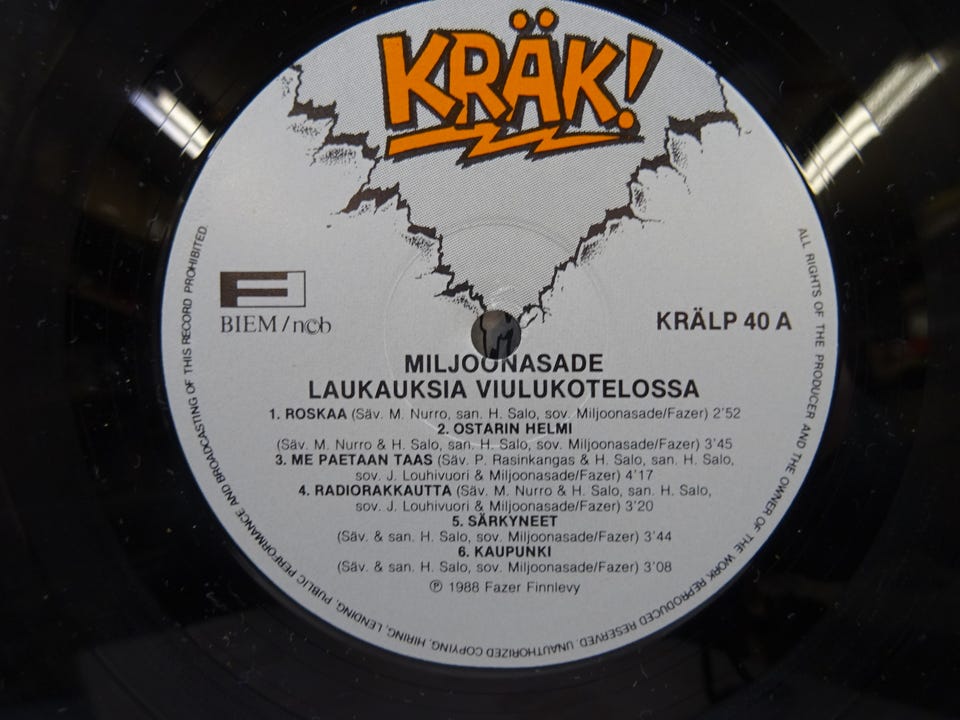 KRÄK!
BIEM/ncb
KRÄLP 40 A
MILJOONASADE
LAUKAUKSIA VIULUKOTELOSSA
1. ROSKAA (Säv. M. Nurro, san. H. Salo, sov. Miljoonasade/Fazer) 2'52
2. OSTARIN HELMI
(Säv. M. Nurro & H. Salo, san. H. Salo, sov. Miljoonasade/Fazer) 3'45
3. ME PAETAAN TAAS (Säv. P. Rasinkangas & H. Salo, san. H. Salo,
sov. J. Louhivuori & Miljoonasade/Fazer) 4'17
4. RADIORAKKAUTTA (Säv. M. Nurro & H. Salo, san. H. Salo,
sov. J. Louhivuori & Miljoonasade/Fazer) 3'20
5. SÄRKYNEET
(Säv. & san. H. Salo, sov. Miljoonasade/Fazer) 3'44
6. KAUPUNKI
(Säv. & san. H. Salo, sov. Miljoonasade/Fazer) 3'08
℗ 1988 Fazer Finnlevy
ALL RIGHTS OF THE PRODUCER AND THE OWNER OF THE WORK REPRODUCED RESERVED. UNAUTHORIZED COPYING, HIRING, LENDING, PUBLIC PERFORMANCE AND BROADCASTING OF THIS RECORD PROHIBITED